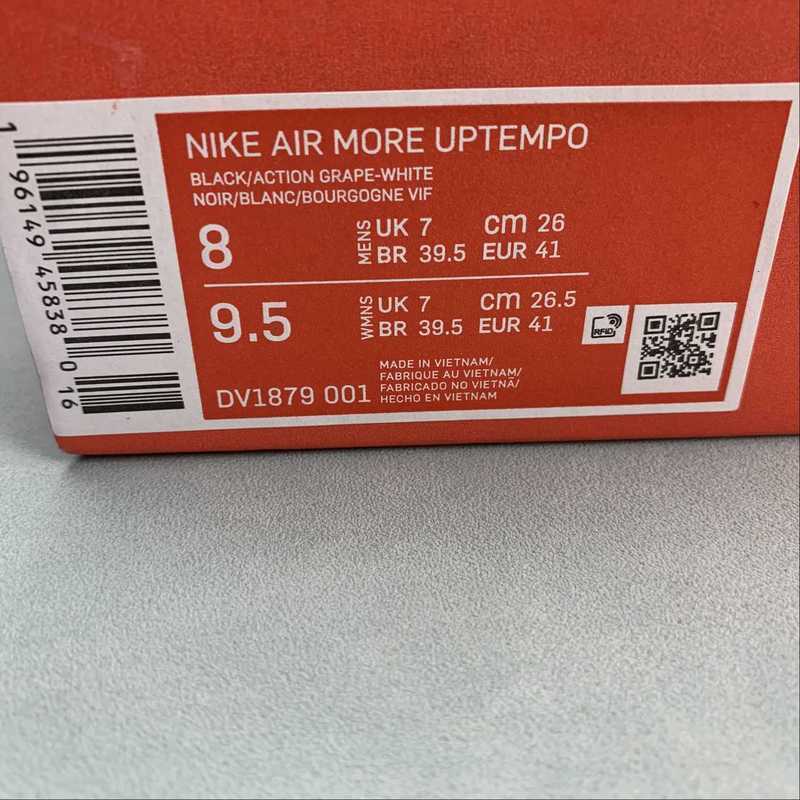 NIKE AIR MORE UPTEMPO
BLACK/ACTION GRAPE-WHITE
NOIR/BLANC/BOURGOGNE VIF
8
MENS
UK 7 cm 26
BR 39.5 EUR 41
9.5
WMNS
UK 7 cm 26.5
BR 39.5 EUR 41
RFID
DV1879 001
MADE IN VIETNAM/
FABRIQUE AU VIETNAM/
FABRICADO NO VIETNÃ/
HECHO EN VIETNAM
1 96149 45838 0 16